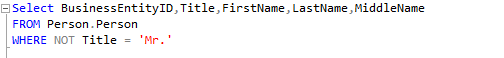 Select BusinessEntityID,Title,FirstName,LastName,MiddleName
FROM Person.Person
WHERE NOT Title = 'Mr.'